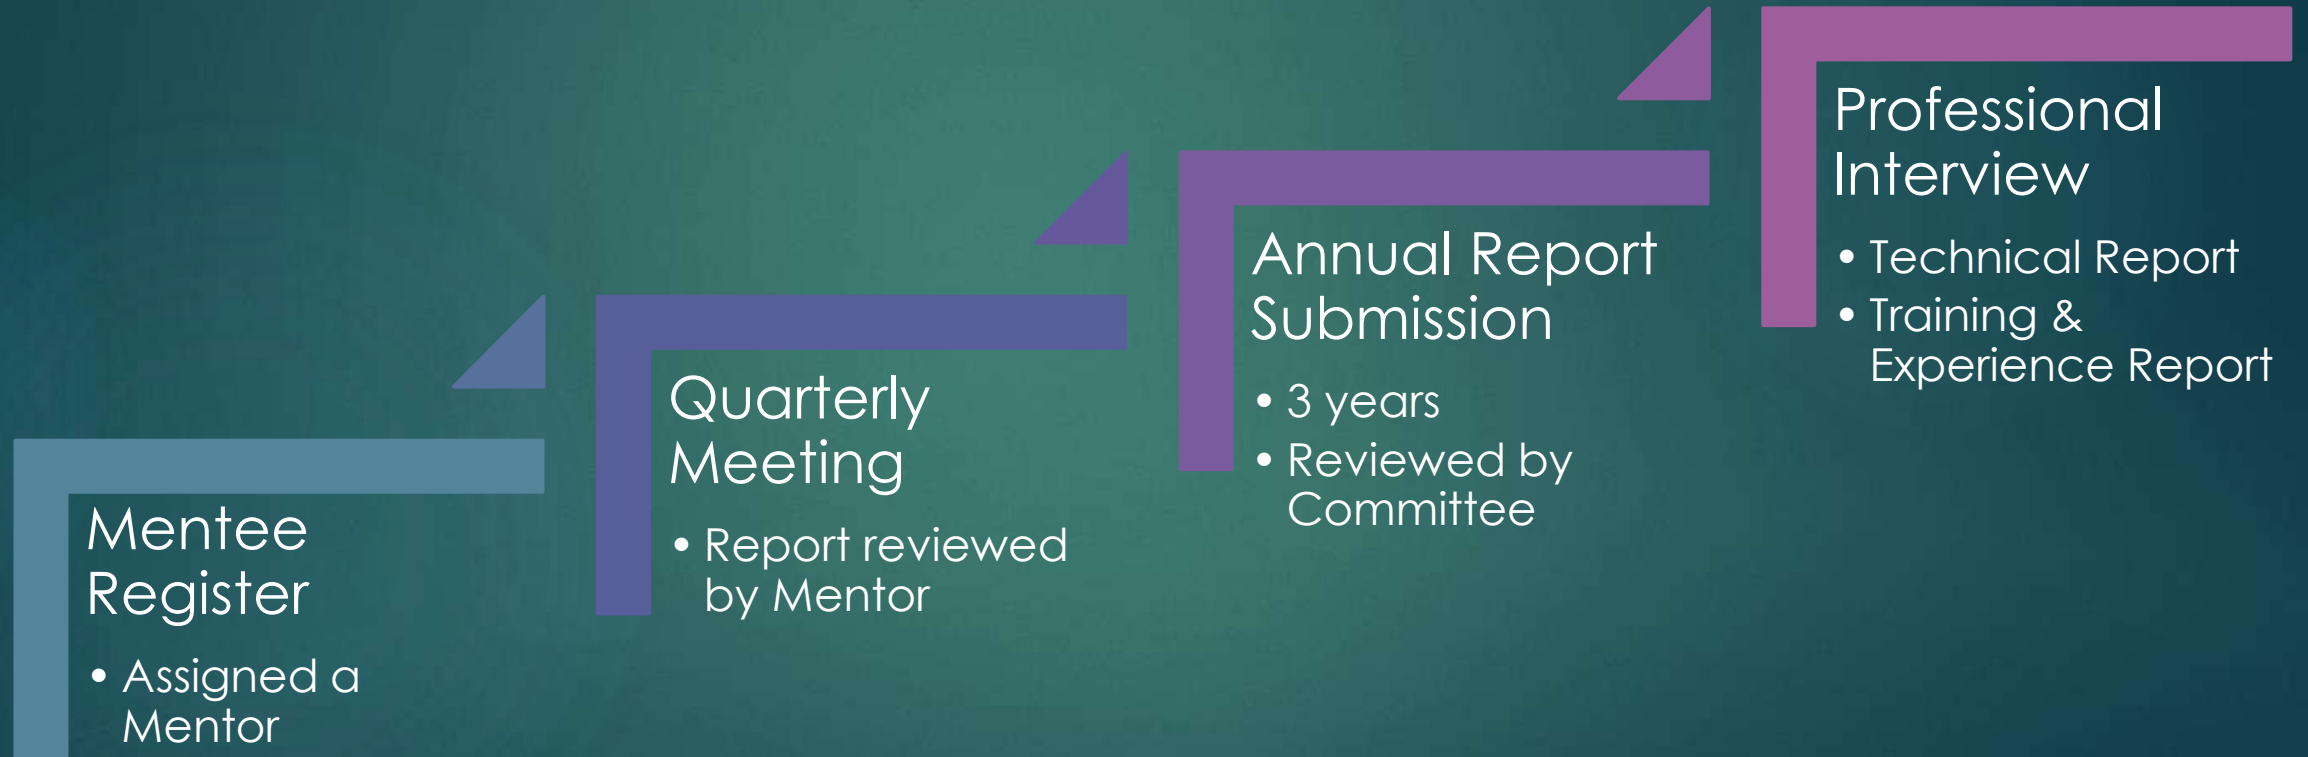 Mentee
Register
• Assigned a
Mentor
Quarterly
Meeting
• Report reviewed
by Mentor
Annual Report
Submission
• 3 years
• Reviewed by
Committee
Professional
Interview
• Technical Report
• Training &
Experience Report